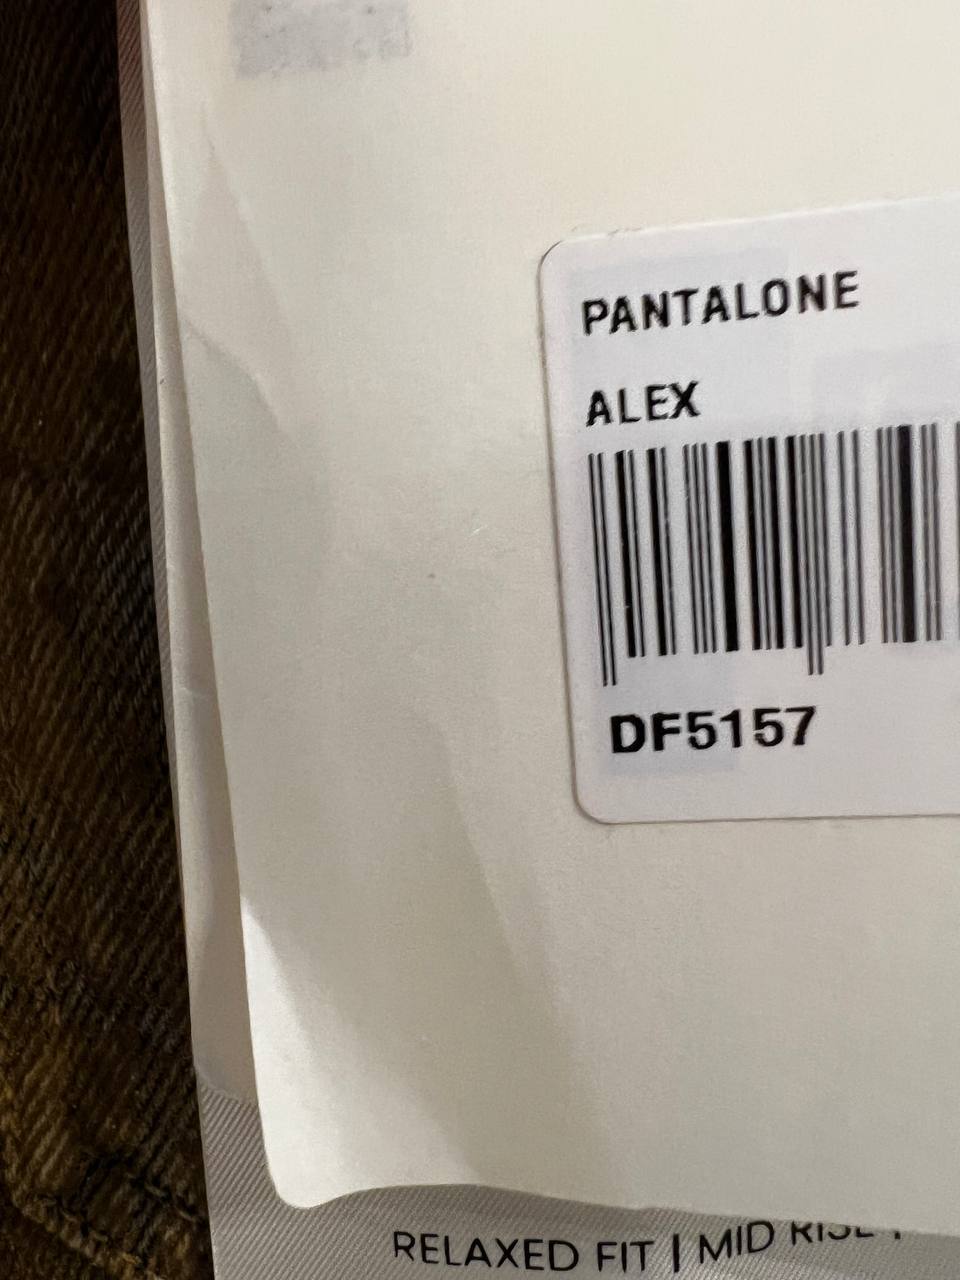 PANTALONE
ALEX
DF5157
RELAXED FIT | MID RISE